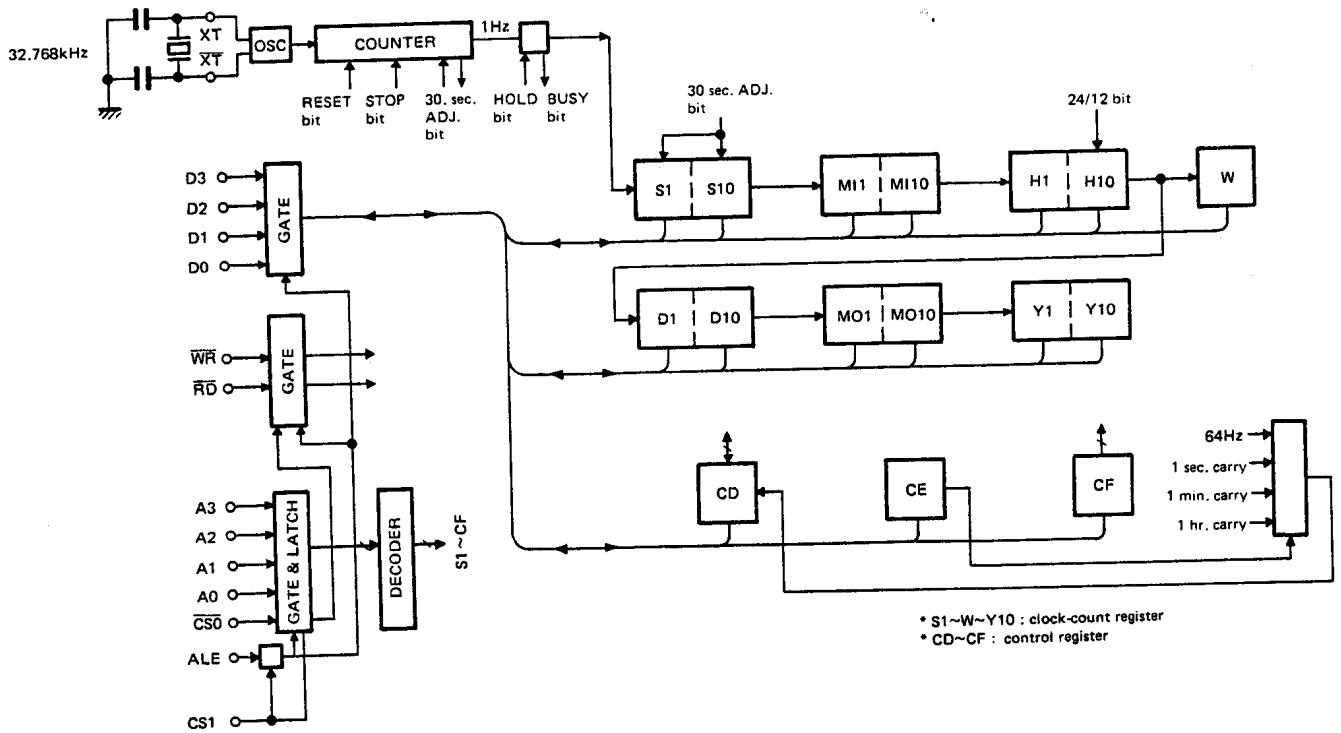 32.768kHz
XT
XT
OSC
COUNTER
1Hz
RESET bit
STOP bit
30. sec. ADJ. bit
HOLD bit
BUSY bit
30 sec. ADJ. bit
24/12 bit
S1
S10
MI1
MI10
H1
H10
W
D3
D2
D1
D0
GATE
D1
D10
MO1
MO10
Y1
Y10
WR
RD
GATE
CD
CE
CF
64Hz
1 sec. carry
1 min. carry
1 hr. carry
A3
A2
A1
A0
CS0
GATE & LATCH
DECODER
S1~CF
ALE
CS1
* S1~W~Y10 : clock-count register
* CD~CF : control register